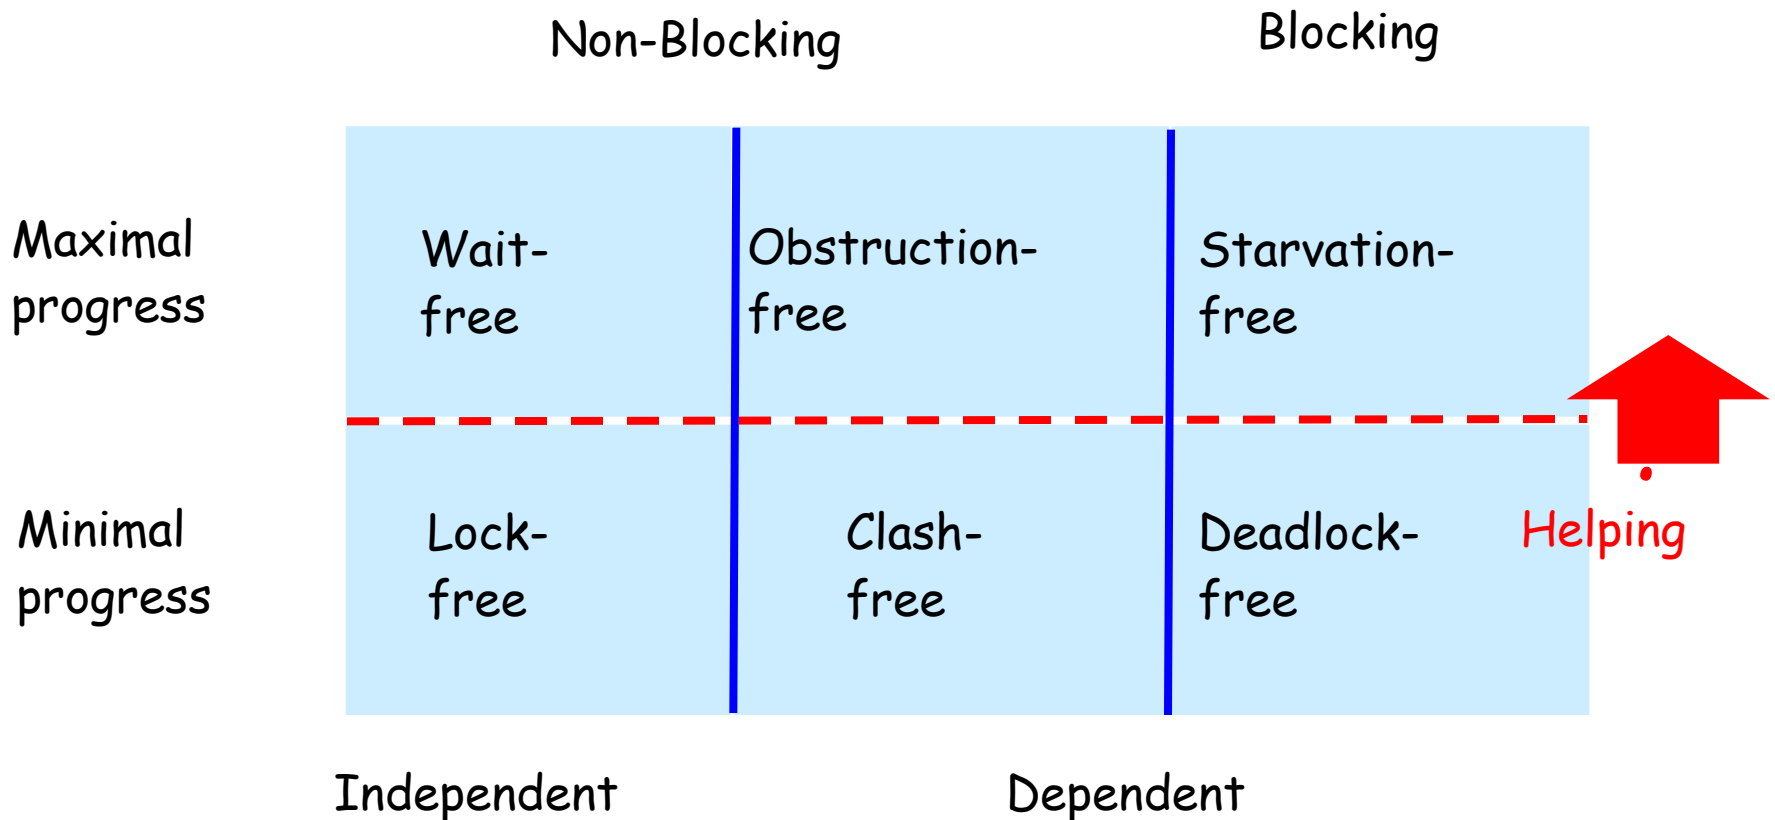 Non-Blocking
Blocking
Maximal
progress
Wait-
free
Obstruction-
free
Starvation-
free
Minimal
progress
Lock-
free
Clash-
free
Deadlock-
free
Helping
Independent
Dependent